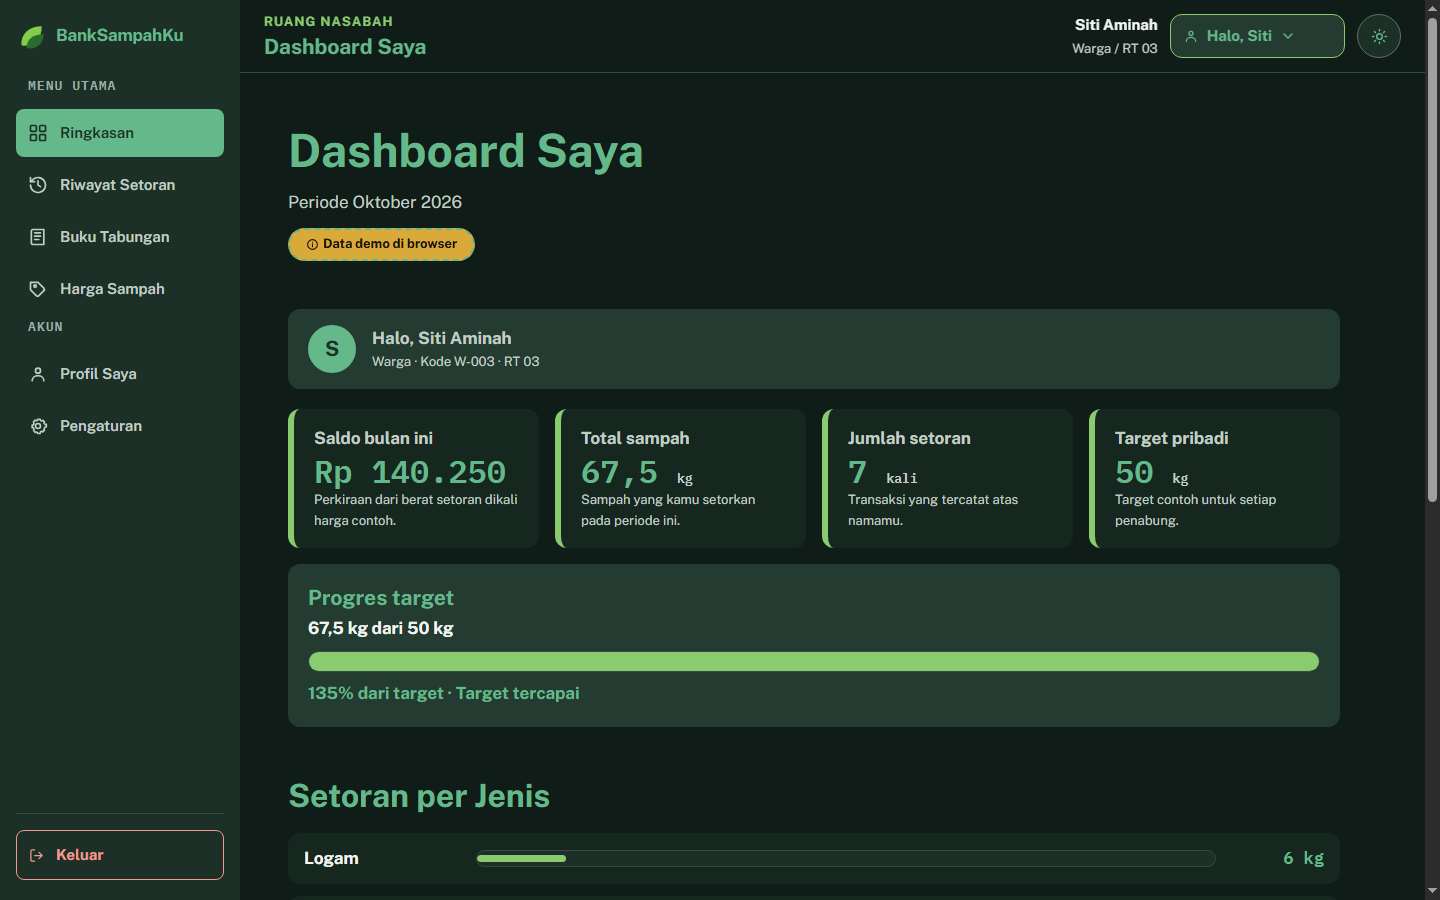 BankSampahKu
MENU UTAMA
Ringkasan
Riwayat Setoran
Buku Tabungan
Harga Sampah
AKUN
Profil Saya
Pengaturan
Keluar
RUANG NASABAH
Dashboard Saya
Siti Aminah
Warga / RT 03
Halo, Siti
Dashboard Saya
Periode Oktober 2026
Data demo di browser
S
Halo, Siti Aminah
Warga · Kode W-003 · RT 03
Saldo bulan ini
Rp 140.250
Perkiraan dari berat setoran dikali
harga contoh.
Total sampah
67,5 kg
Sampah yang kamu setorkan
pada periode ini.
Jumlah setoran
7 kali
Transaksi yang tercatat atas
namamu.
Target pribadi
50 kg
Target contoh untuk setiap
penabung.
Progres target
67,5 kg dari 50 kg
135% dari target · Target tercapai
Setoran per Jenis
Logam 6 kg